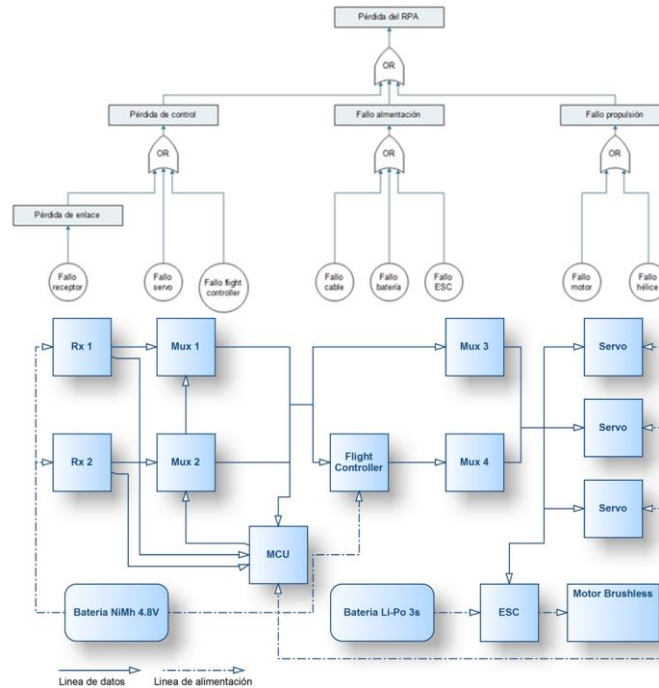 Pérdida del RPA
OR
Pérdida de control
Fallo almentación
Fallo propulsión
OR
OR
OR
Pérdida de enlace
Fallo
receptor
Fallo
servo
Fallo flight
controller
Fallo
cable
Fallo
batería
Fallo
ESC
Fallo
motor
Fallo
hélice
Rx 1
Mux 1
Mux 3
Servo
Rx 2
Mux 2
Flight
Controller
Mux 4
Servo
Servo
MCU
Bateria NiMh 4.8V
Bateria Li-Po 3s
ESC
Motor Brushless
Linea de datos
Linea de alimentación